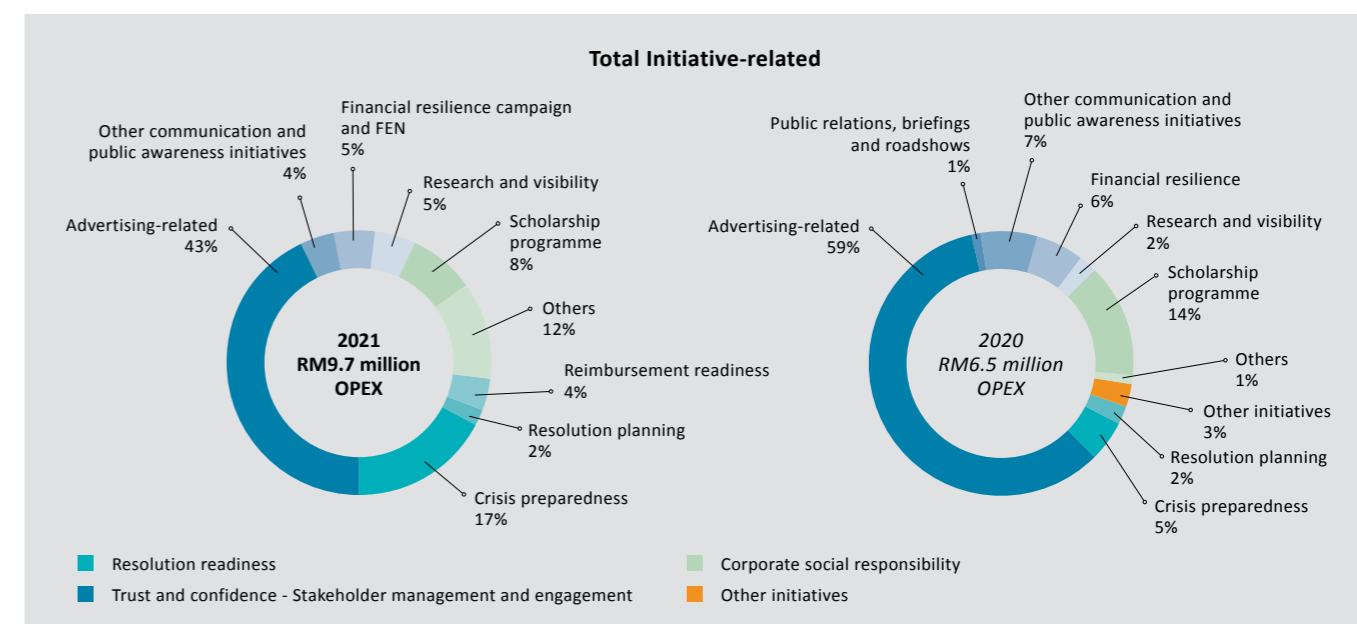 Total Initiative-related
Financial resilience campaign
and FEN
5%
Other communication and
public awareness initiatives
4%
Research and visibility
5%
Advertising-related
43%
Scholarship
programme
8%
Others
12%
2021
RM9.7 million
OPEX
Reimbursement readiness
4%
Resolution planning
2%
Crisis preparedness
17%
Other communication and
public awareness initiatives
7%
Public relations, briefings
and roadshows
1%
Financial resilience
6%
Advertising-related
59%
Research and visibility
2%
Scholarship
programme
14%
2020
RM6.5 million
OPEX
Others
1%
Other initiatives
3%
Resolution planning
2%
Crisis preparedness
5%
Resolution readiness
Trust and confidence - Stakeholder management and engagement
Corporate social responsibility
Other initiatives